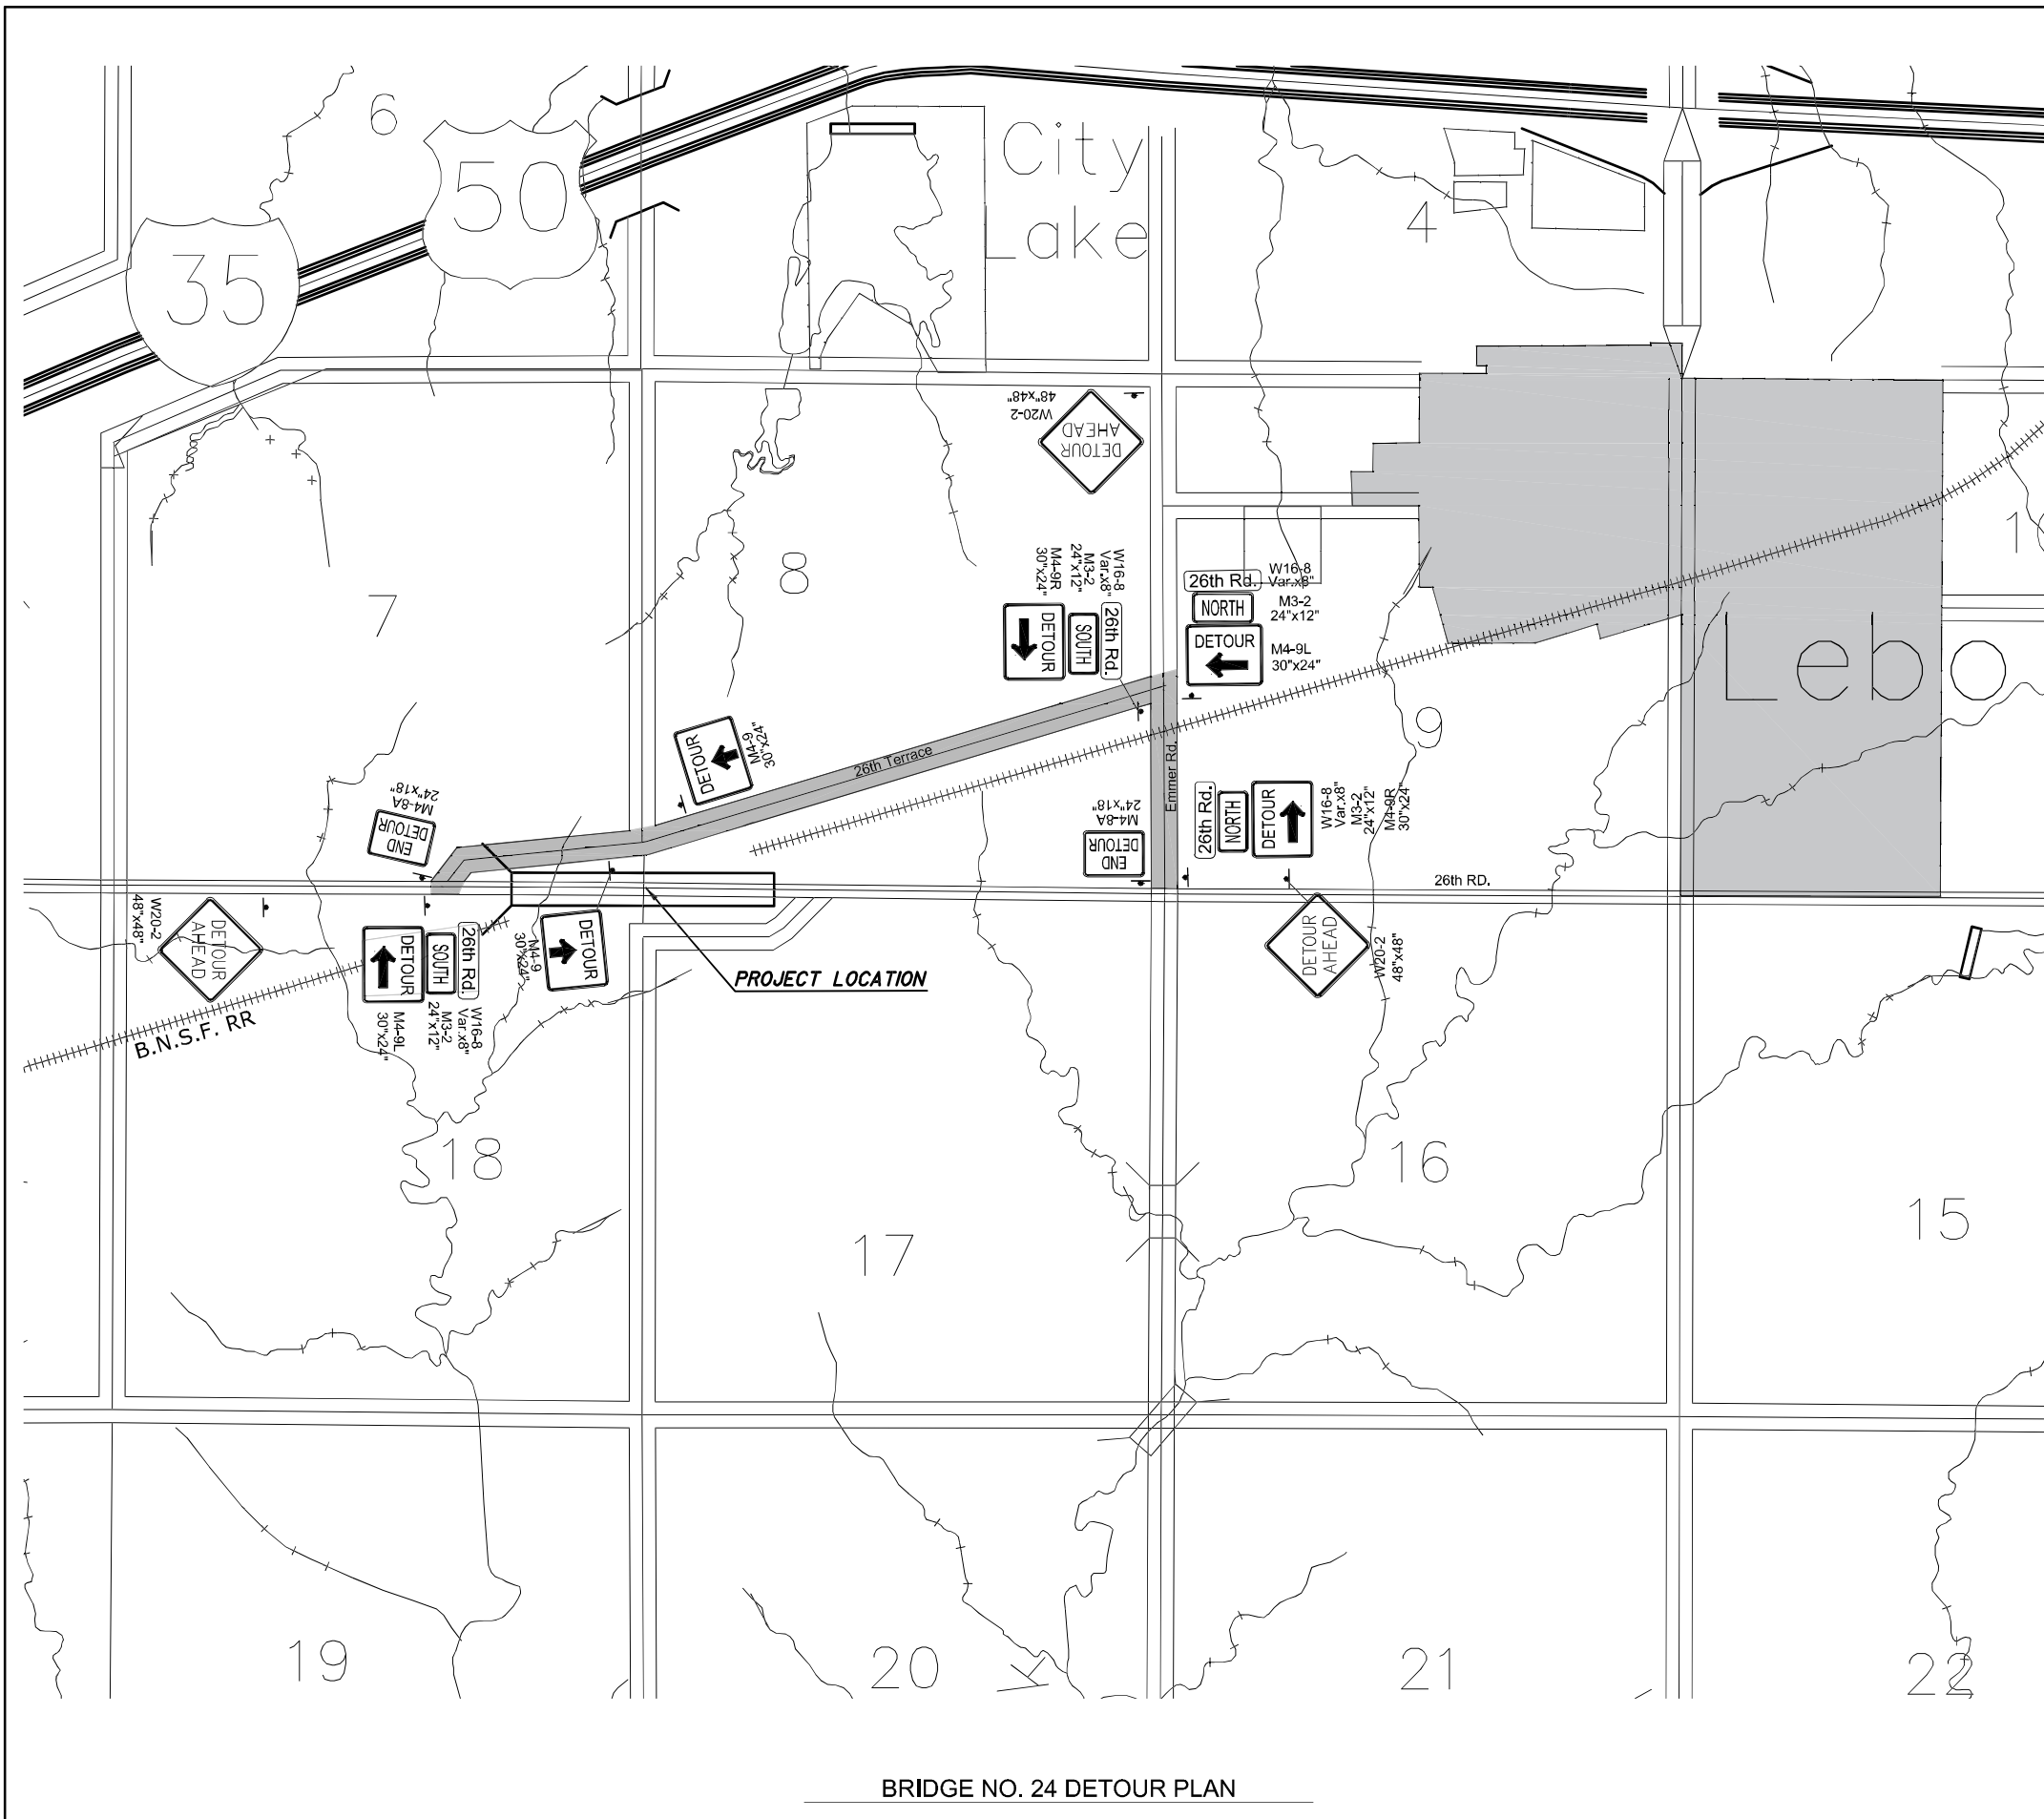 6
50
35
City
Lake
4
W20-2
48"x48"
DETOUR
AHEAD
8
7
W16-8
Var.x8"
M3-2
24"x12"
M4-9R
30"x24"
26th Rd.
SOUTH
DETOUR
26th Rd.
NORTH
DETOUR
W16-8
Var.x8"
M3-2
24"x12"
M4-9L
30"x24"
Lebo
9
DETOUR
M4-9
30"x24"
26th Terrace
Emmer Rd.
M4-8A
24"x18"
END
DETOUR
M4-8A
24"x18"
END
DETOUR
26th Rd.
NORTH
DETOUR
W16-8
Var.x8"
M3-2
24"x12"
M4-9R
30"x24"
26th RD.
W20-2
48"x48"
DETOUR
AHEAD
26th Rd.
SOUTH
DETOUR
W16-8
Var.x8"
M3-2
24"x12"
M4-9L
30"x24"
DETOUR
M4-9
30"x24"
PROJECT LOCATION
DETOUR
AHEAD
W20-2
48"x48"
B.N.S.F. RR
18
16
17
15
19
20
21
22
BRIDGE NO. 24 DETOUR PLAN